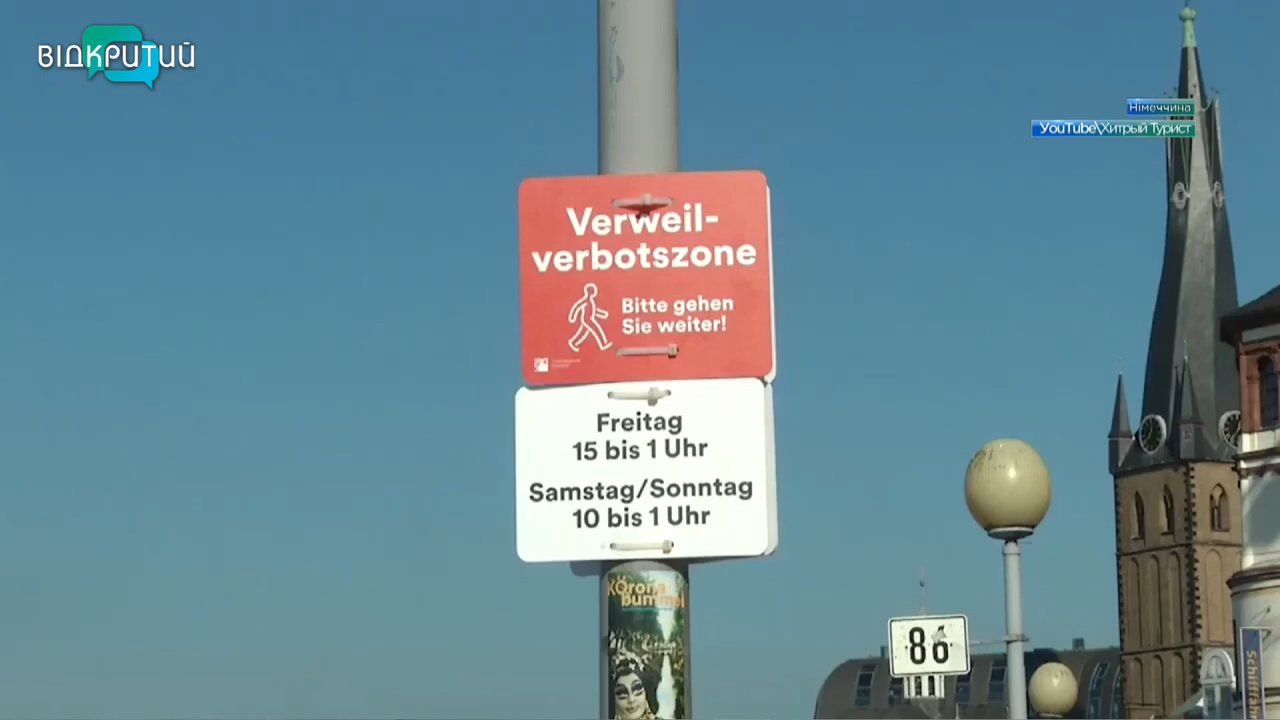 ВІДКРИТИЙ
Німеччина
YouTube\Хитрый Турист
Verweil-
verbotszone
Bitte gehen
Sie weiter!
Freitag
15 bis 1 Uhr
Samstag/Sonntag
10 bis 1 Uhr
Körona
bummel
86